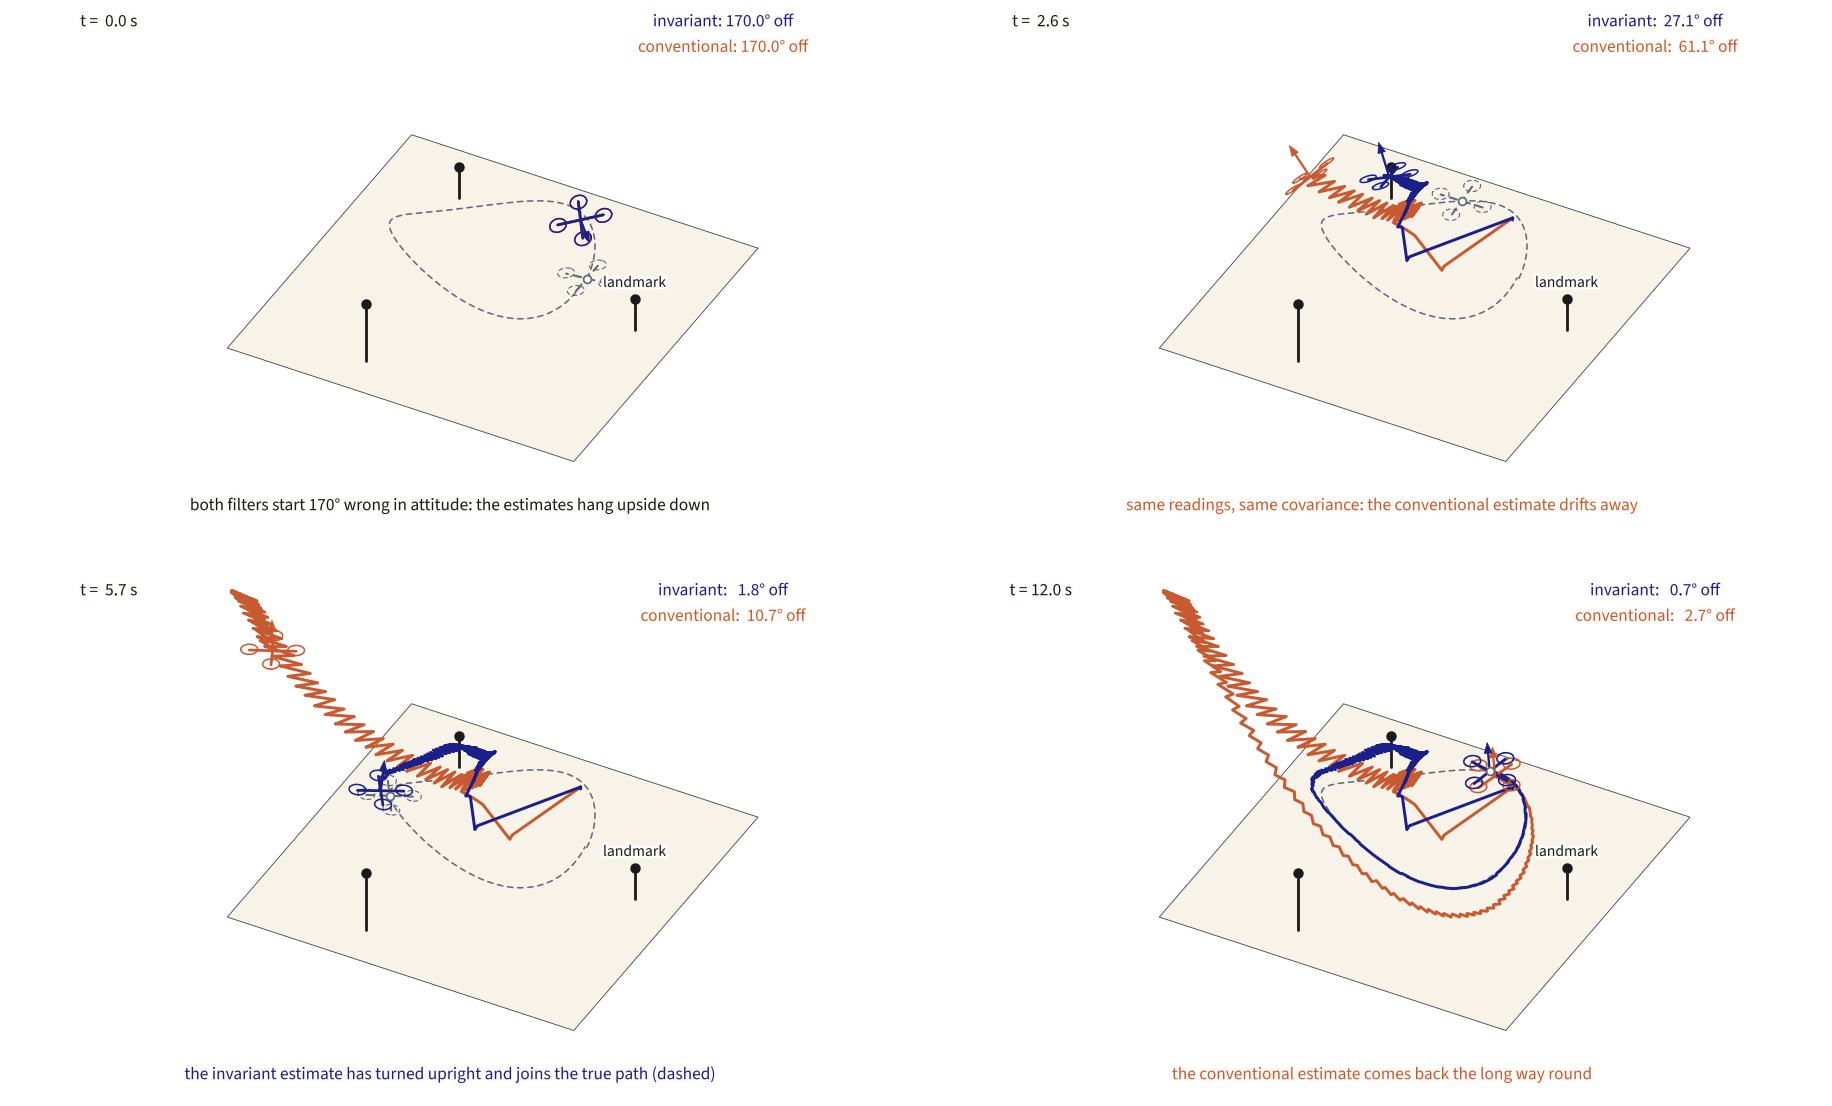 t = 0.0 s
invariant: 170.0° off
conventional: 170.0° off
landmark
both filters start 170° wrong in attitude: the estimates hang upside down
t = 2.6 s
invariant: 27.1° off
conventional: 61.1° off
landmark
same readings, same covariance: the conventional estimate drifts away
t = 5.7 s
invariant: 1.8° off
conventional: 10.7° off
landmark
the invariant estimate has turned upright and joins the true path (dashed)
t = 12.0 s
invariant: 0.7° off
conventional: 2.7° off
landmark
the conventional estimate comes back the long way round